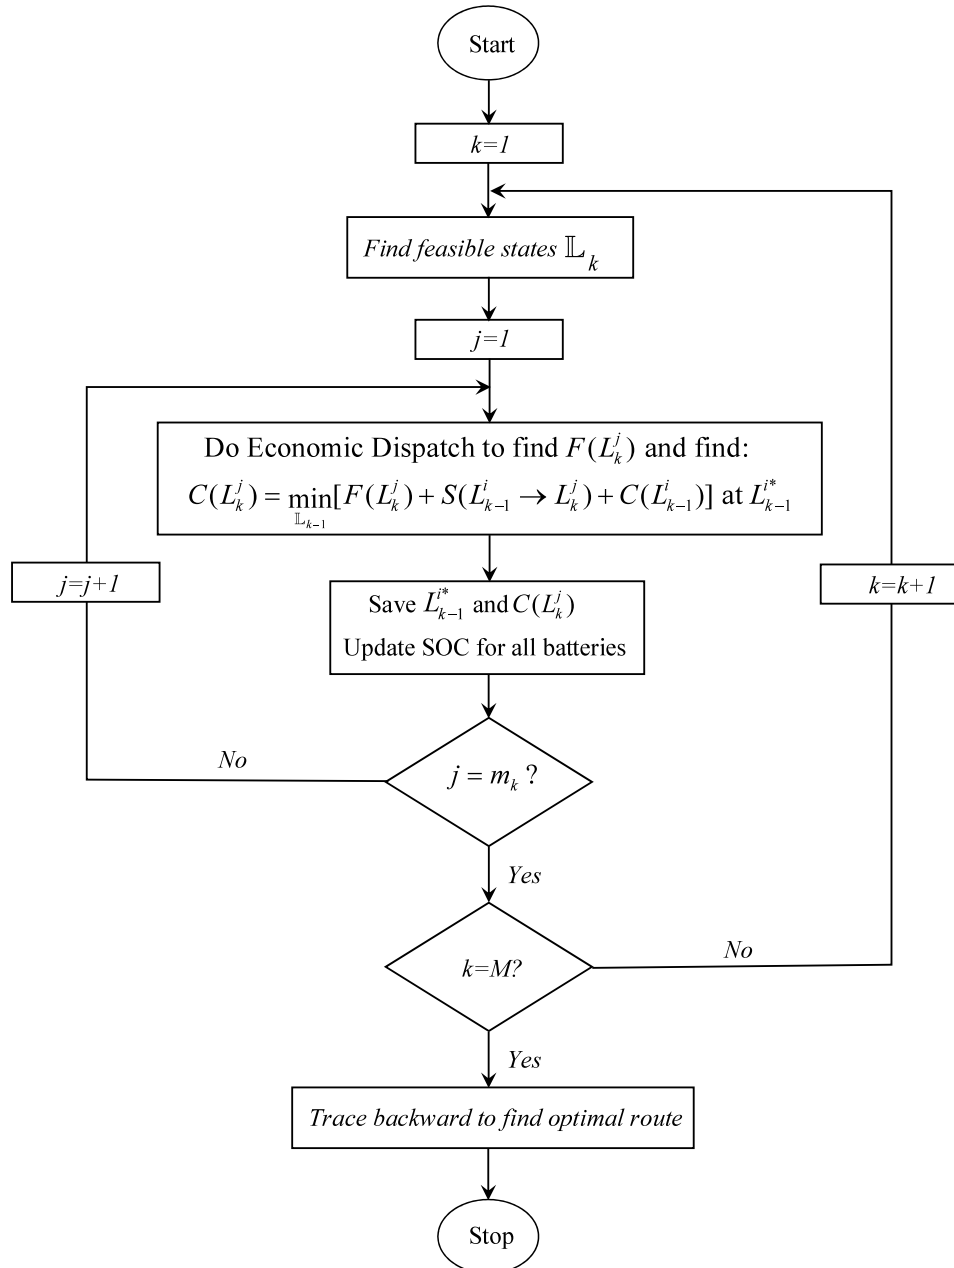 Start
k=1
Find feasible states 𝕃_k
j=1
Do Economic Dispatch to find F(L_k^j) and find:
C(L_k^j) = min_{𝕃_{k-1}} [F(L_k^j) + S(L_{k-1}^i → L_k^j) + C(L_{k-1}^i)] at L_{k-1}^{i*}
j=j+1
k=k+1
Save L_{k-1}^{i*} and C(L_k^j)
Update SOC for all batteries
No
j = m_k ?
Yes
No
k=M?
Yes
Trace backward to find optimal route
Stop